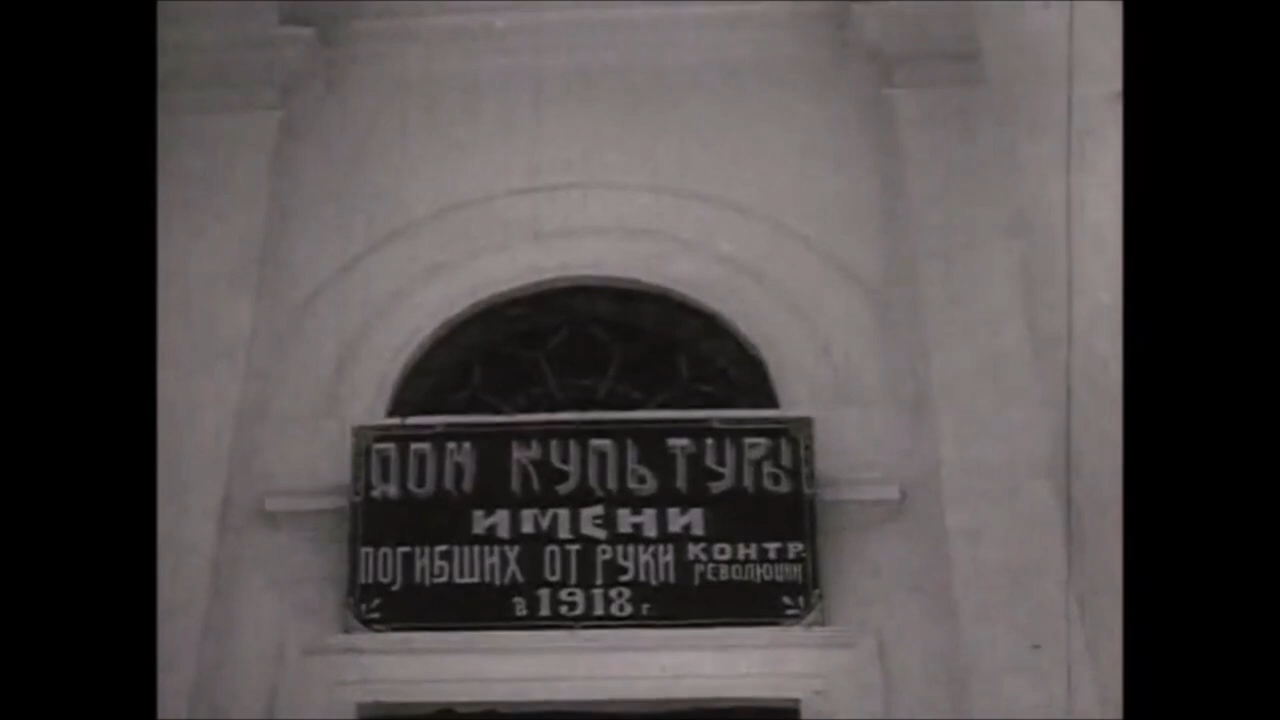 ДОМ КУЛЬТУРЫ
ИМЕНИ
ПОГИБШИХ ОТ РУКИ КОНТР.
РЕВОЛЮЦИИ
В 1918 г